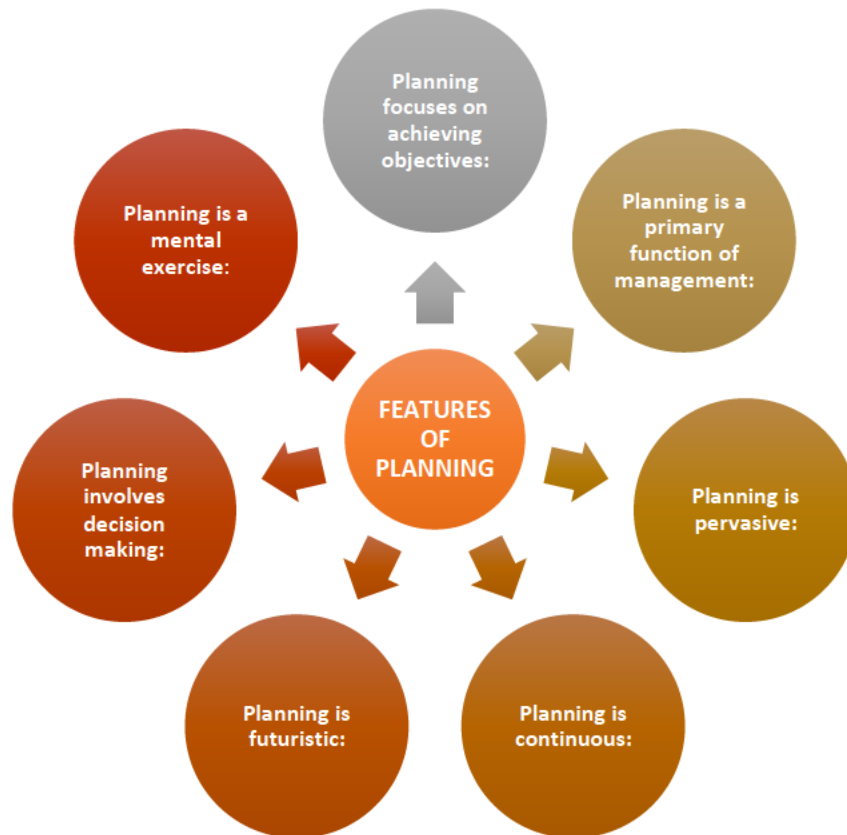 Planning
focuses on
achieving
objectives:
Planning is a
primary
function of
management:
Planning is
pervasive:
Planning is
continuous:
Planning is
futuristic:
Planning
involves
decision
making:
Planning is a
mental
exercise:
FEATURES
OF
PLANNING